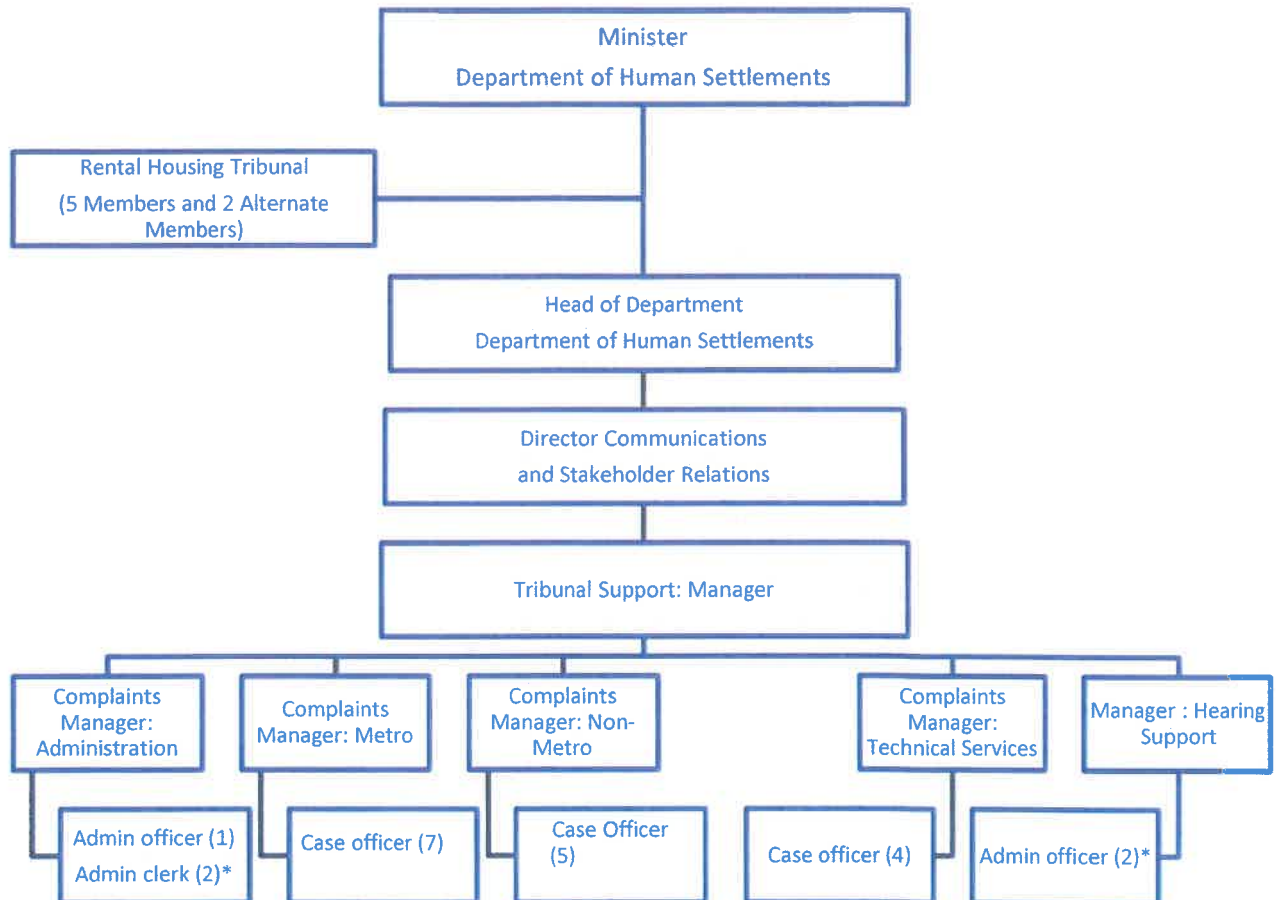 Minister
Department of Human Settlements
Rental Housing Tribunal
(5 Members and 2 Alternate
Members)
Head of Department
Department of Human Settlements
Director Communications
and Stakeholder Relations
Tribunal Support: Manager
Complaints
Manager:
Administration
Complaints
Manager: Metro
Complaints
Manager: Non-
Metro
Complaints
Manager:
Technical Services
Manager : Hearing
Support
Admin officer (1)
Admin clerk (2)*
Case officer (7)
Case Officer
(5)
Case officer (4)
Admin officer (2)*